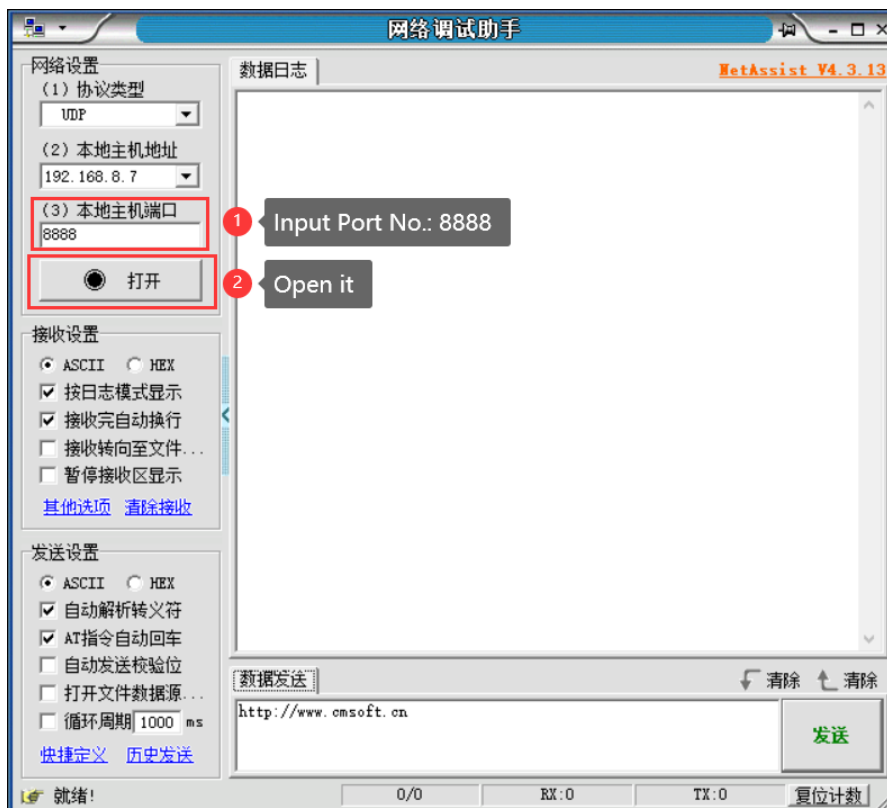 网络调试助手
网络设置
数据日志
NetAssist V4.3.13
(1) 协议类型
UDP
(2) 本地主机地址
192.168.8.7
(3) 本地主机端口
8888
1
Input Port No.: 8888
打开
2
Open it
接收设置
ASCII HEX
按日志模式显示
接收完自动换行
接收转向至文件...
暂停接收区显示
其他选项 清除接收
发送设置
ASCII HEX
自动解析转义符
AT指令自动回车
自动发送校验位
打开文件数据源...
循环周期 1000 ms
快捷定义 历史发送
数据发送
清除 清除
http://www.cmsoft.cn
发送
就绪! 0/0 RX:0 TX:0 复位计数